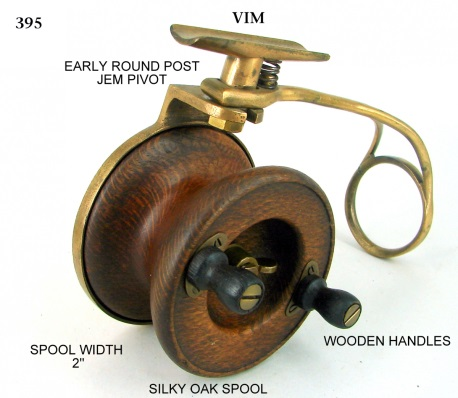 395
VIM
EARLY ROUND POST
JEM PIVOT
WOODEN HANDLES
SPOOL WIDTH
2"
SILKY OAK SPOOL